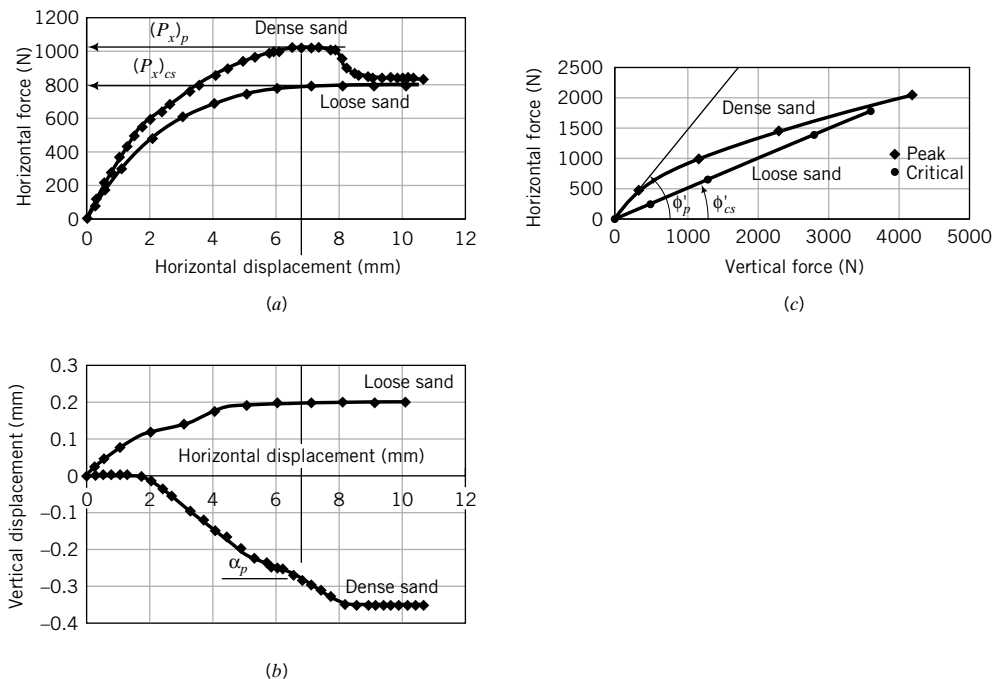 1200
1000
800
600
400
200
0
Horizontal force (N)
(Pₓ)ₚ
Dense sand
(Pₓ)cs
Loose sand
0 2 4 6 8 10 12
Horizontal displacement (mm)
(a)
2500
2000
1500
1000
500
0
Horizontal force (N)
Dense sand
Loose sand
Peak
Critical
ϕ′p
ϕ′cs
0 1000 2000 3000 4000 5000
Vertical force (N)
(c)
0.3
0.2
0.1
0
–0.1
–0.2
–0.3
–0.4
Vertical displacement (mm)
Loose sand
Horizontal displacement (mm)
0 2 4 6 8 10 12
αp
Dense sand
(b)